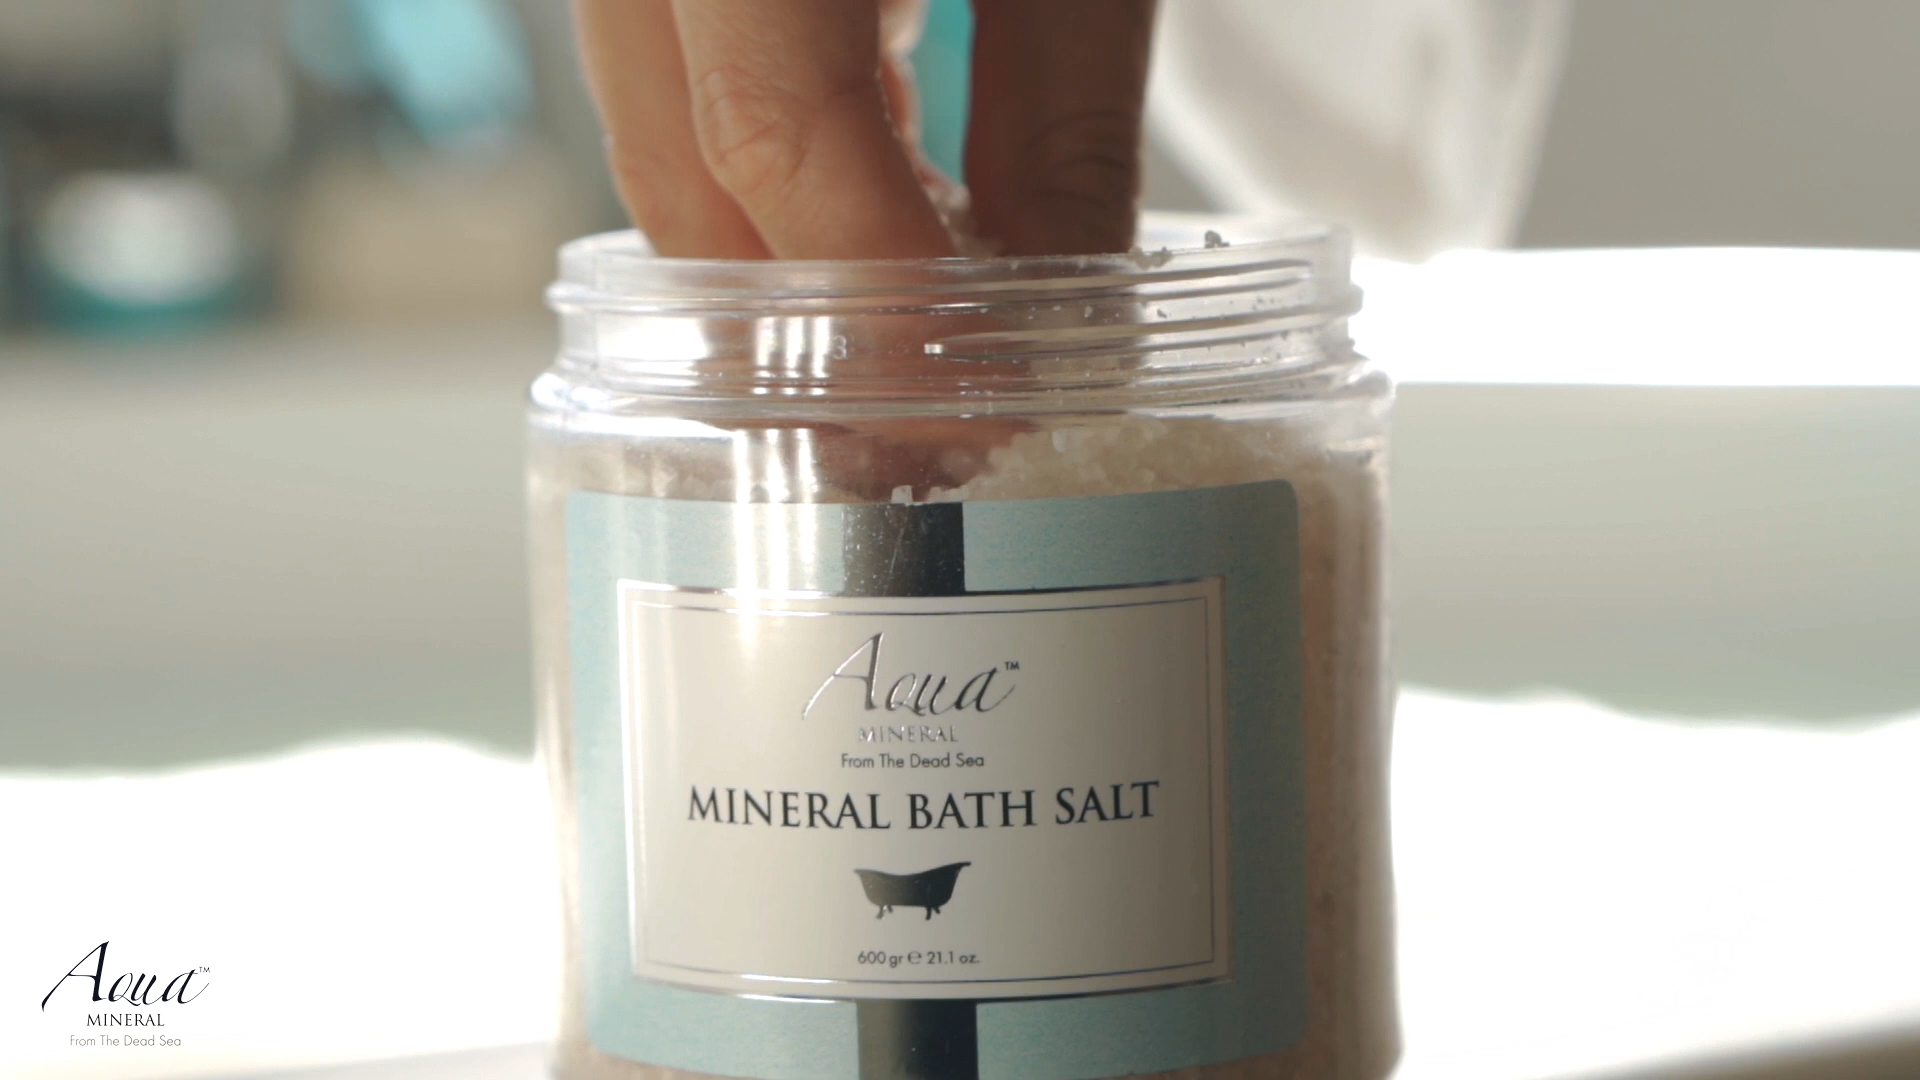 Aqua™
MINERAL
From The Dead Sea
MINERAL BATH SALT
600 gr ℮ 21.1 oz.
Aqua™
MINERAL
From The Dead Sea